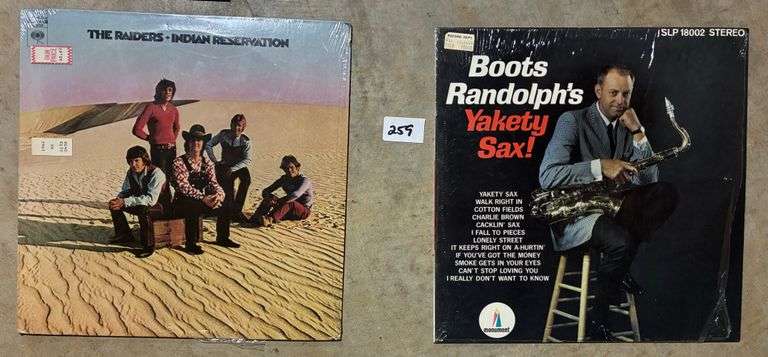 THE RAIDERS • INDIAN RESERVATION
259
SLP 18002 STEREO
Boots
Randolph's
Yakety
Sax!
YAKETY SAX
WALK RIGHT IN
COTTON FIELDS
CHARLIE BROWN
CACKLIN' SAX
I FALL TO PIECES
LONELY STREET
IT KEEPS RIGHT ON A-HURTIN'
IF YOU'VE GOT THE MONEY
SMOKE GETS IN YOUR EYES
CAN'T STOP LOVING YOU
I REALLY DON'T WANT TO KNOW
monument